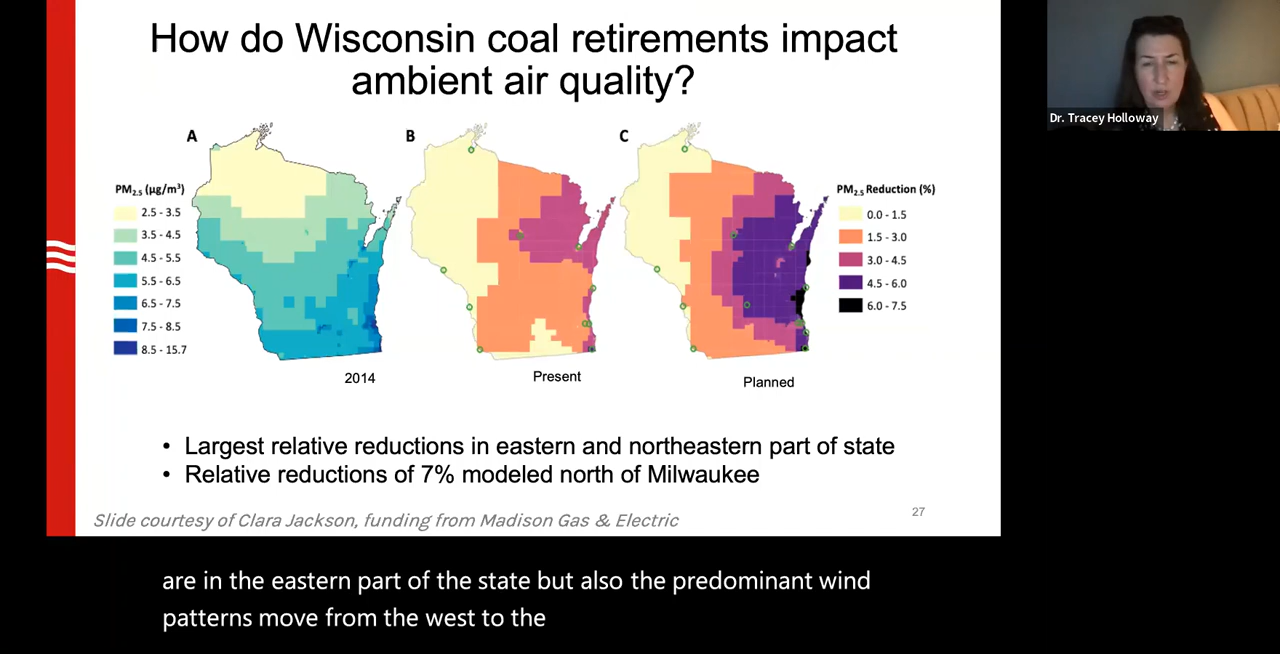 How do Wisconsin coal retirements impact
ambient air quality?
Dr. Tracey Holloway
A
B
C
PM2.5 (µg/m³)
2.5 - 3.5
3.5 - 4.5
4.5 - 5.5
5.5 - 6.5
6.5 - 7.5
7.5 - 8.5
8.5 - 15.7
PM2.5 Reduction (%)
0.0 - 1.5
1.5 - 3.0
3.0 - 4.5
4.5 - 6.0
6.0 - 7.5
2014
Present
Planned
• Largest relative reductions in eastern and northeastern part of state
• Relative reductions of 7% modeled north of Milwaukee
Slide courtesy of Clara Jackson, funding from Madison Gas & Electric
27
are in the eastern part of the state but also the predominant wind
patterns move from the west to the